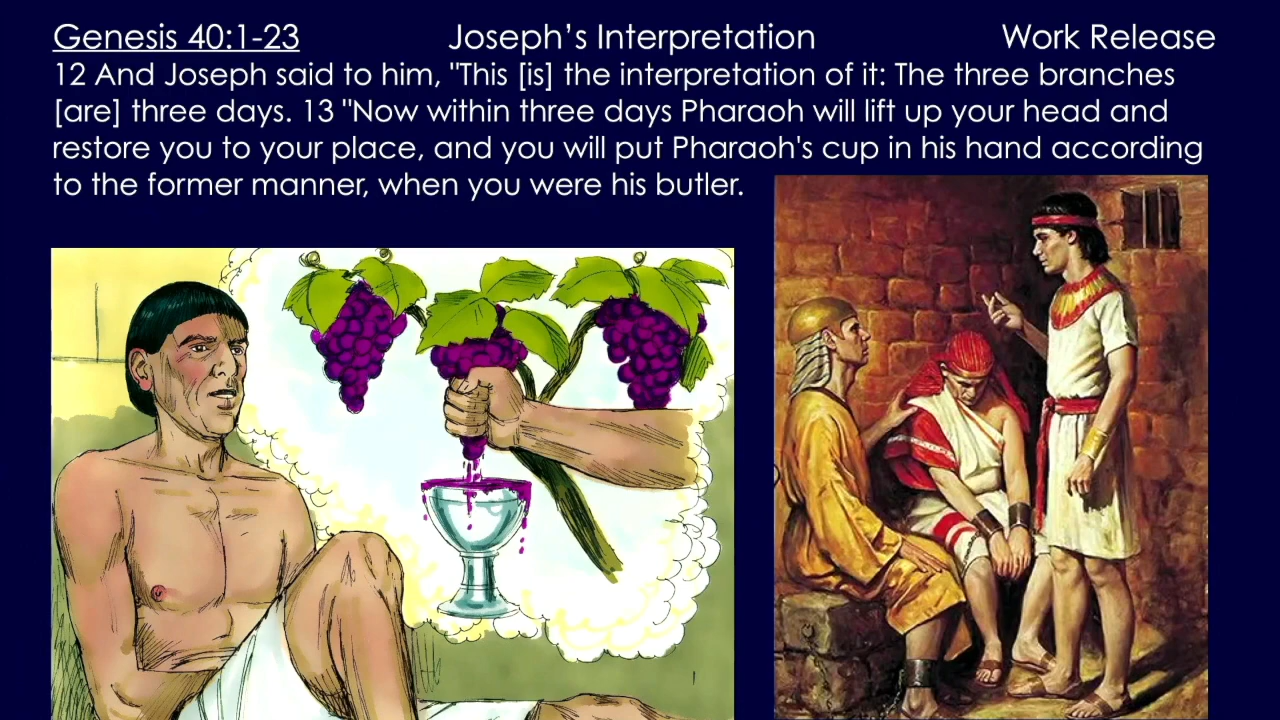 Genesis 40:1-23 Joseph’s Interpretation Work Release
12 And Joseph said to him, "This [is] the interpretation of it: The three branches
[are] three days. 13 "Now within three days Pharaoh will lift up your head and
restore you to your place, and you will put Pharaoh's cup in his hand according
to the former manner, when you were his butler.